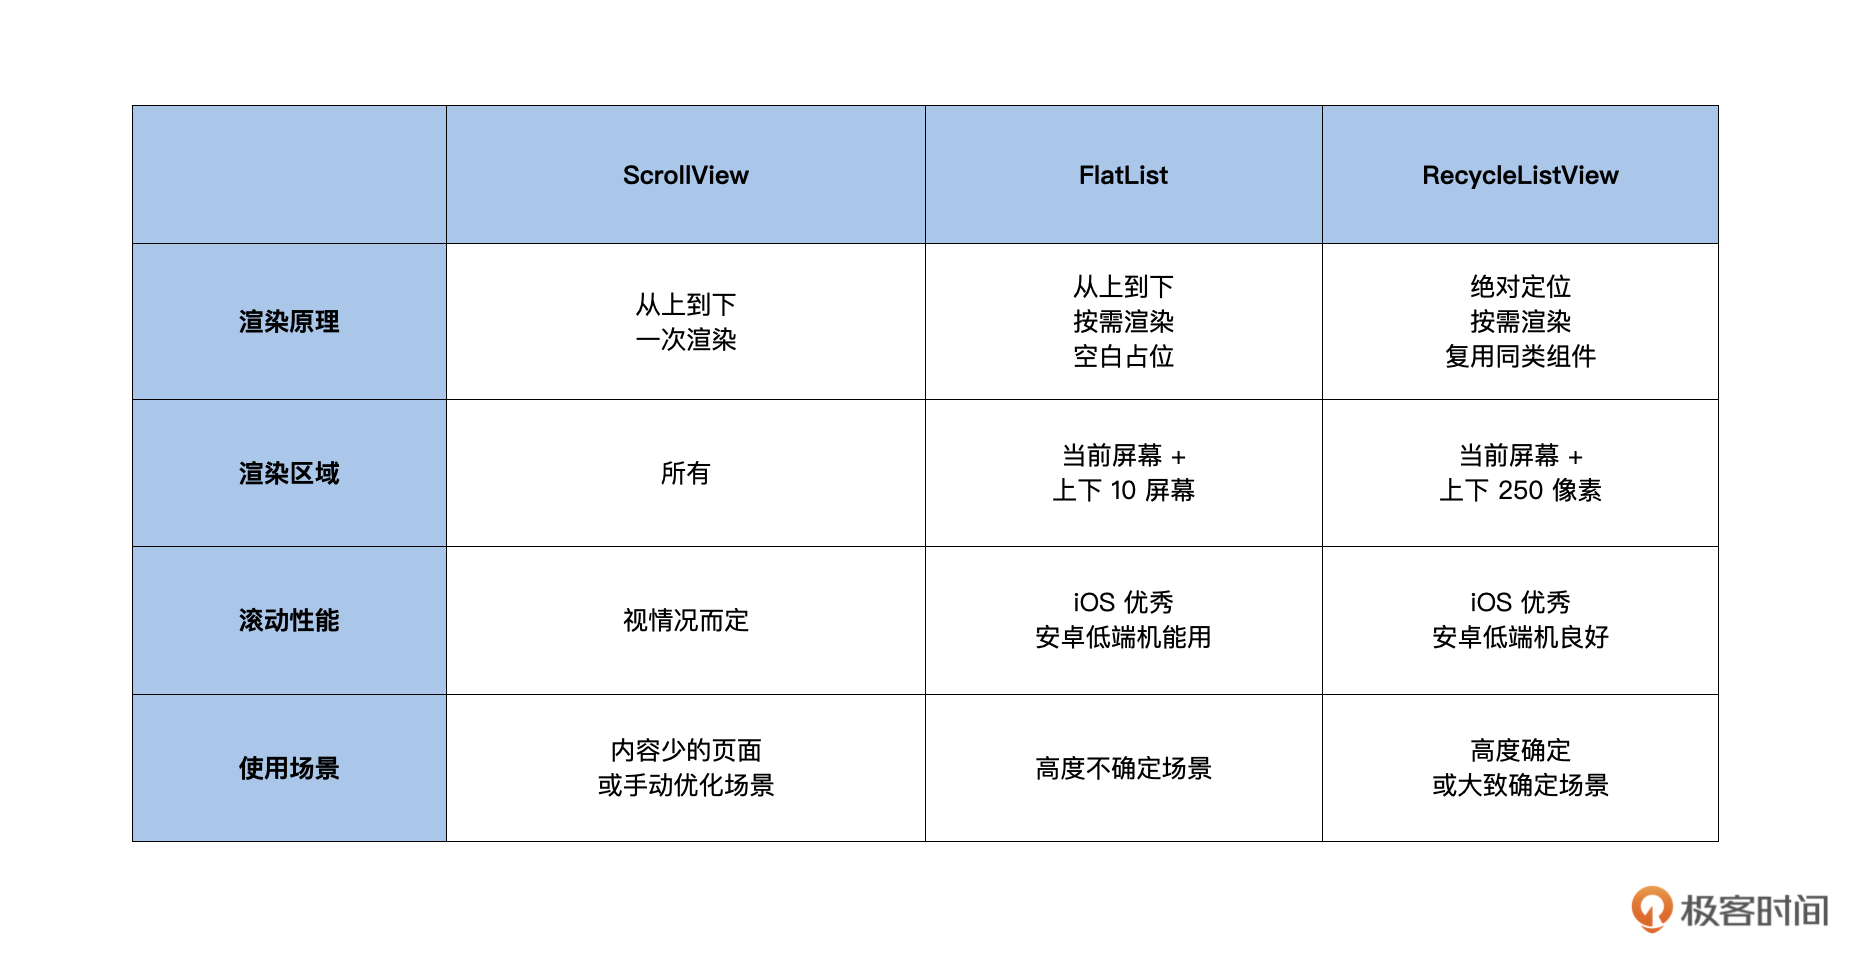 ScrollView
FlatList
RecycleListView
渲染原理
从上到下
一次渲染
从上到下
按需渲染
空白占位
绝对定位
按需渲染
复用同类组件
渲染区域
所有
当前屏幕 +
上下 10 屏幕
当前屏幕 +
上下 250 像素
滚动性能
视情况而定
iOS 优秀
安卓低端机能用
iOS 优秀
安卓低端机良好
使用场景
内容少的页面
或手动优化场景
高度不确定场景
高度确定
或大致确定场景
极客时间